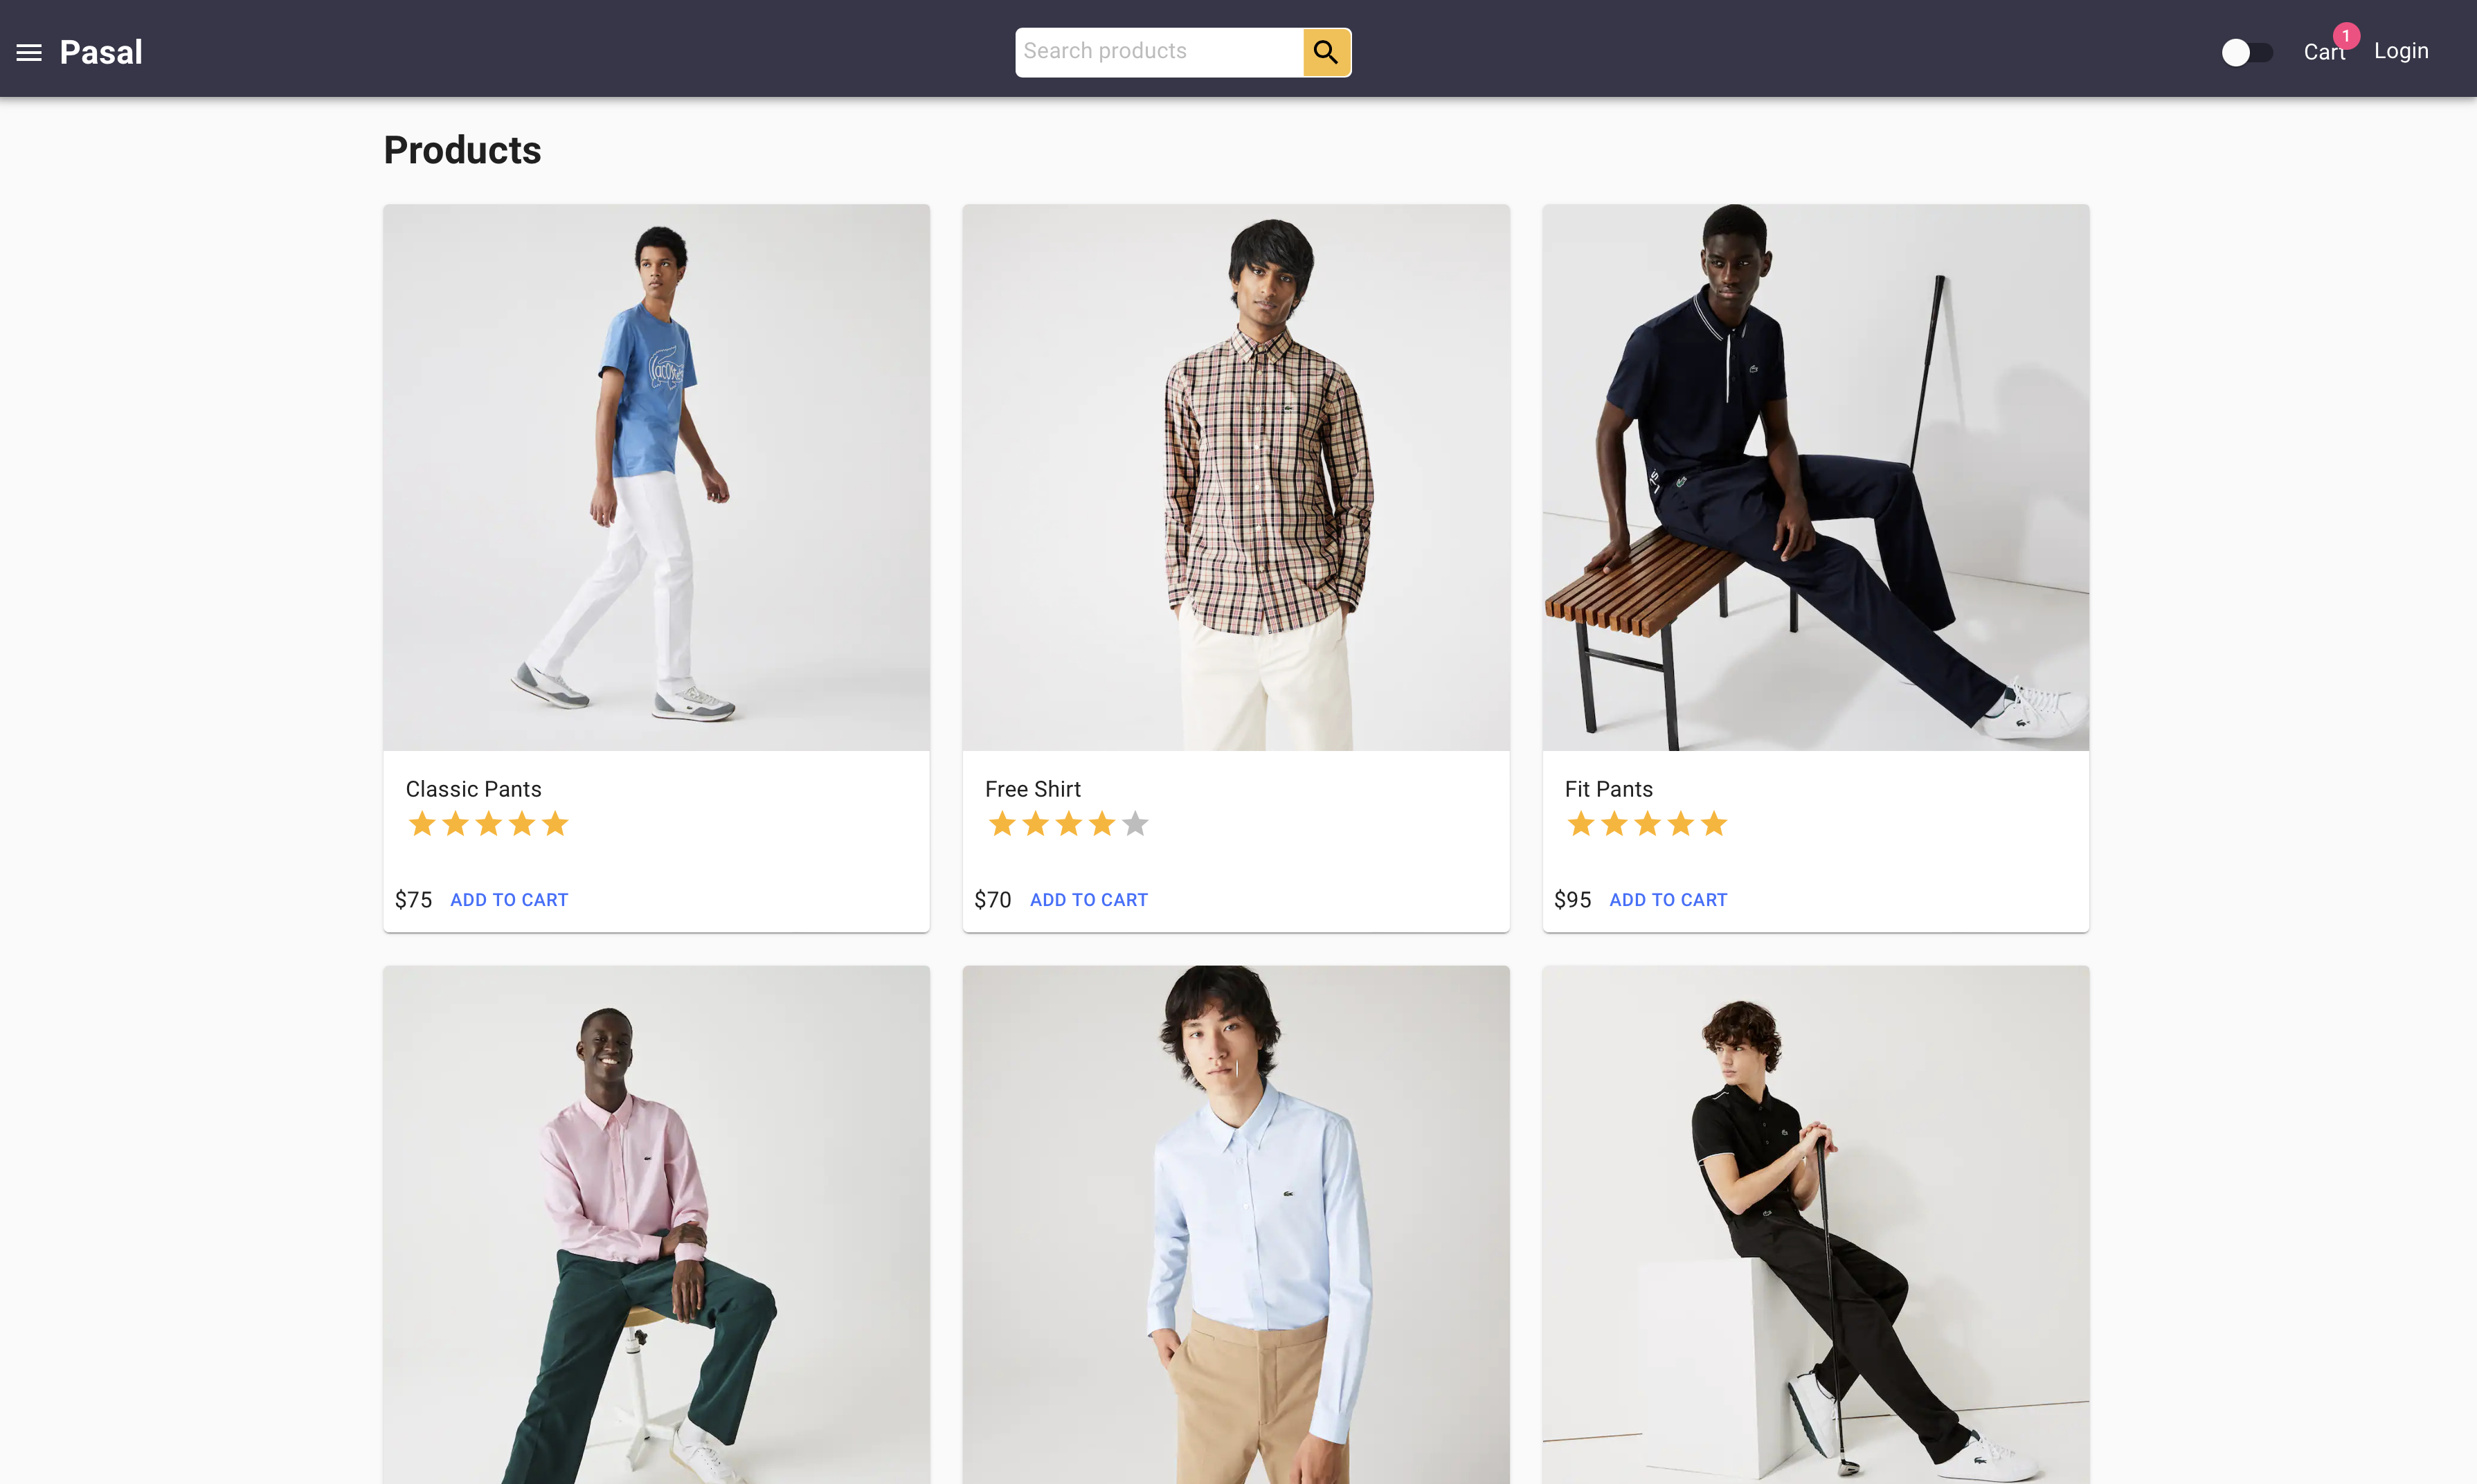 Pasal
Search products
Cart
1
Login
Products
Lacoste
Classic Pants
Free Shirt
Fit Pants
$75 ADD TO CART
$70 ADD TO CART
$95 ADD TO CART